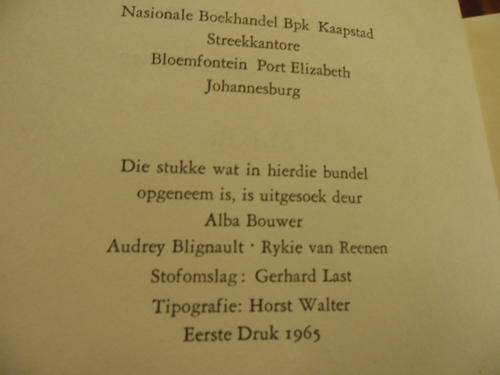 Nasionale Boekhandel Bpk Kaapstad
Streekkantore
Bloemfontein Port Elizabeth
Johannesburg
Die stukke wat in hierdie bundel
opgeneem is, is uitgesoek deur
Alba Bouwer
Audrey Blignault · Rykie van Reenen
Stofomslag: Gerhard Last
Tipografie: Horst Walter
Eerste Druk 1965